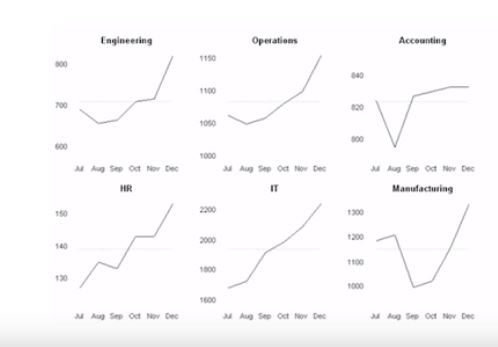 Engineering
800
700
600
Jul Aug Sep Oct Nov Dec
Operations
1150
1100
1050
1000
Jul Aug Sep Oct Nov Dec
Accounting
840
820
800
Jul Aug Sep Oct Nov Dec
HR
150
140
130
Jul Aug Sep Oct Nov Dec
IT
2200
2000
1800
1600
Jul Aug Sep Oct Nov Dec
Manufacturing
1300
1200
1100
1000
Jul Aug Sep Oct Nov Dec